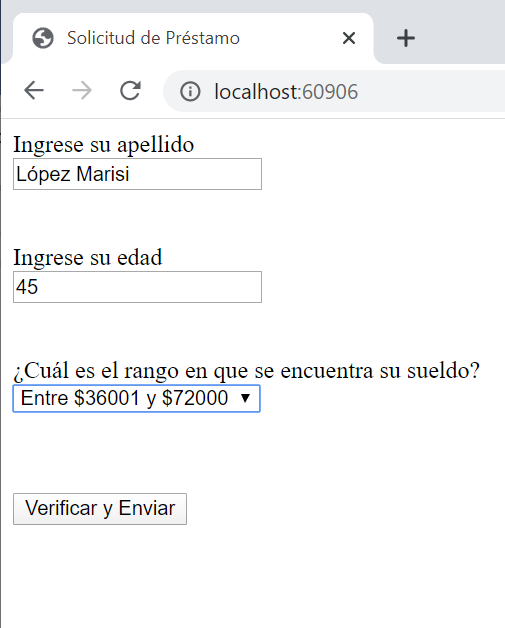 Solicitud de Préstamo
localhost:60906
Ingrese su apellido
López Marisi
Ingrese su edad
45
¿Cuál es el rango en que se encuentra su sueldo?
Entre $36001 y $72000
Verificar y Enviar